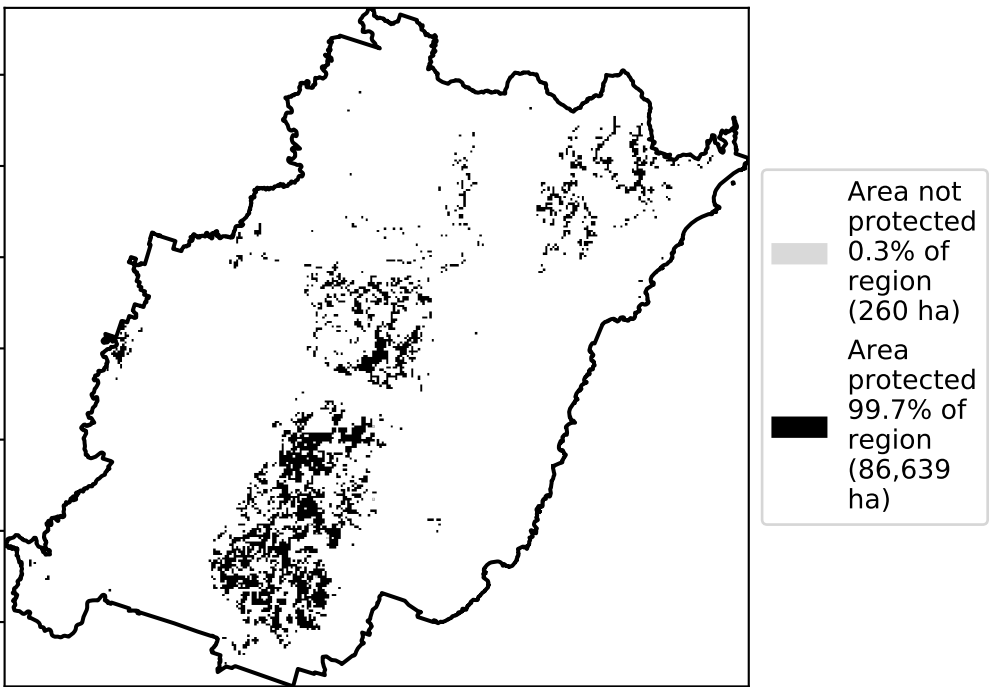 Area not
protected
0.3% of
region
(260 ha)
Area
protected
99.7% of
region
(86,639
ha)